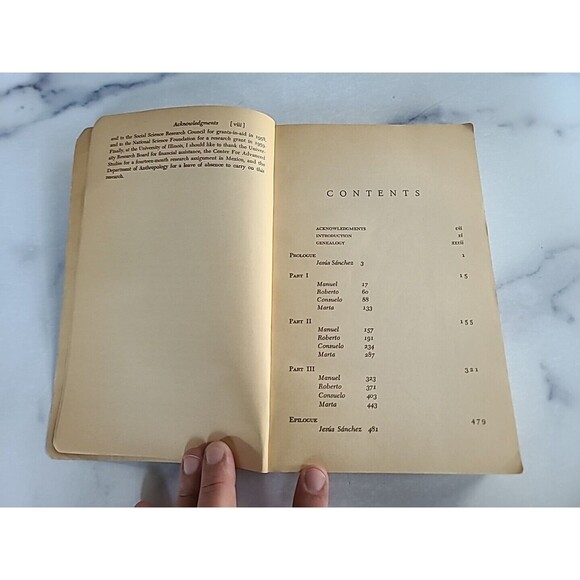 Acknowledgments [viii]
and to the Social Science Research Council for grants-in-aid in 1958,
and to the National Science Foundation for a research grant in 1959.
Finally, at the University of Illinois, I should like to thank the Univer-
sity Research Board for financial assistance, the Center For Advanced
Studies for a fourteen-month research assignment in Mexico, and the
Department of Anthropology for a leave of absence to carry on this
research.
CONTENTS
ACKNOWLEDGMENTS vii
INTRODUCTION xi
GENEALOGY xxxiii
PROLOGUE 1
Jesús Sánchez 3
PART I 15
Manuel 17
Roberto 60
Consuelo 88
Marta 133
PART II 155
Manuel 157
Roberto 191
Consuelo 234
Marta 287
PART III 321
Manuel 323
Roberto 371
Consuelo 403
Marta 443
EPILOGUE 479
Jesús Sánchez 481